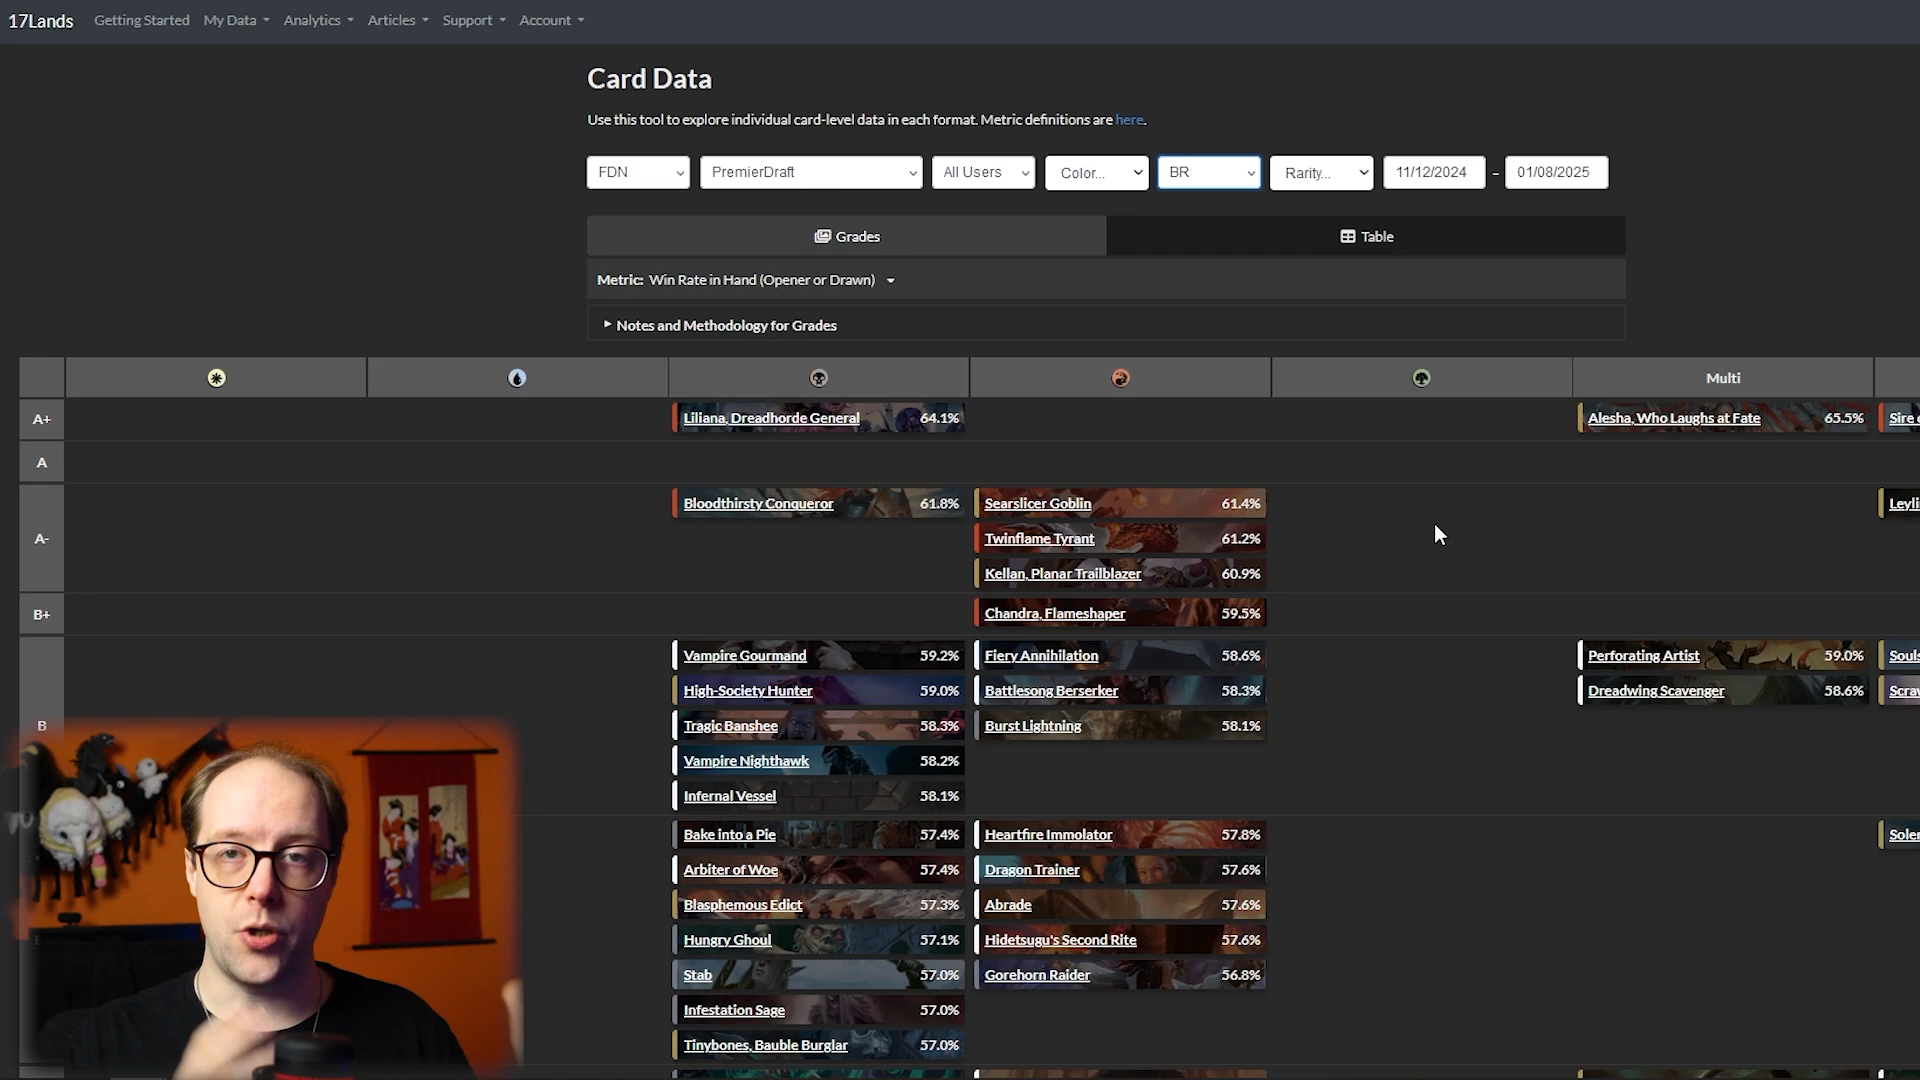 17Lands Getting Started My Data Analytics Articles Support Account
Card Data
Use this tool to explore individual card-level data in each format. Metric definitions are here.
FDN PremierDraft All Users Color... BR Rarity... 11/12/2024 - 01/08/2025
Grades Table
Metric: Win Rate in Hand (Opener or Drawn)
Notes and Methodology for Grades
Multi
A+ Liliana, Dreadhorde General 64.1% Alesha, Who Laughs at Fate 65.5% Sire
A
A- Bloodthirsty Conqueror 61.8% Searslicer Goblin 61.4% Leyli
Twinflame Tyrant 61.2%
Kellan, Planar Trailblazer 60.9%
B+ Chandra, Flameshaper 59.5%
B Vampire Gourmand 59.2% Fiery Annihilation 58.6% Perforating Artist 59.0% Souls
High-Society Hunter 59.0% Battlesong Berserker 58.3% Dreadwing Scavenger 58.6% Scrav
Tragic Banshee 58.3% Burst Lightning 58.1%
Vampire Nighthawk 58.2%
Infernal Vessel 58.1%
Bake into a Pie 57.4% Heartfire Immolator 57.8% Solem
Arbiter of Woe 57.4% Dragon Trainer 57.6%
Blasphemous Edict 57.3% Abrade 57.6%
Hungry Ghoul 57.1% Hidetsugu's Second Rite 57.6%
Stab 57.0% Gorehorn Raider 56.8%
Infestation Sage 57.0%
Tinybones, Bauble Burglar 57.0%